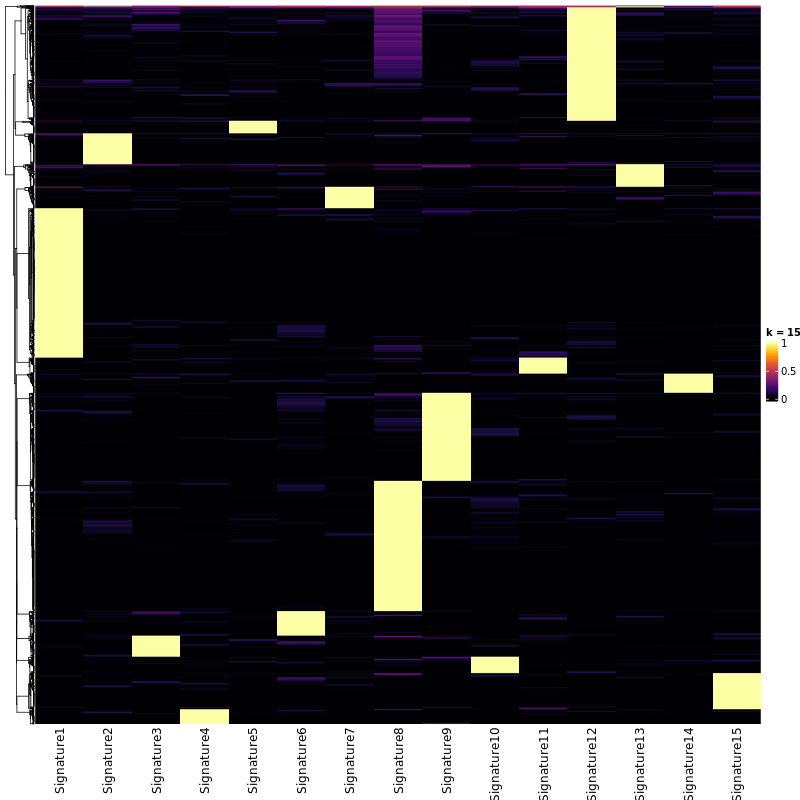 k = 15
1
0.5
0
Signature1
Signature2
Signature3
Signature4
Signature5
Signature6
Signature7
Signature8
Signature9
Signature10
Signature11
Signature12
Signature13
Signature14
Signature15